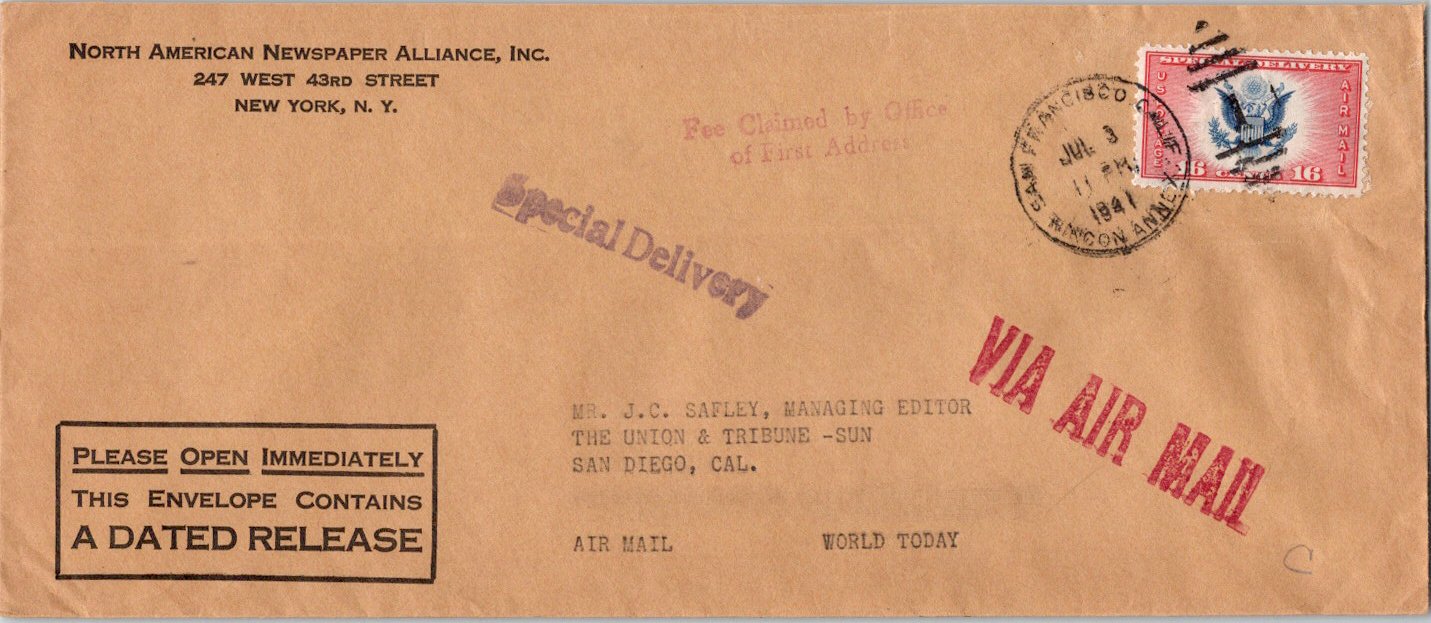 NORTH AMERICAN NEWSPAPER ALLIANCE, INC.
247 WEST 43RD STREET
NEW YORK, N. Y.
Fee Claimed by Office
of First Address
Special Delivery
SAN FRANCISCO CALIF.
JUL 3
11 PM
1941
RINCON ANNEX
SPECIAL DELIVERY
US POSTAGE
AIR MAIL
16 CENTS 16
VIA AIR MAIL
MR. J.C. SAFLEY, MANAGING EDITOR
THE UNION & TRIBUNE -SUN
SAN DIEGO, CAL.
AIR MAIL WORLD TODAY
PLEASE OPEN IMMEDIATELY
THIS ENVELOPE CONTAINS
A DATED RELEASE